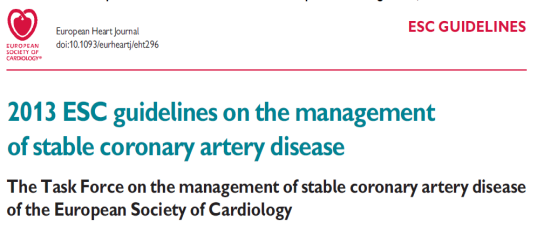 European Heart Journal
doi:10.1093/eurheartj/eht296
ESC GUIDELINES
EUROPEAN
SOCIETY OF
CARDIOLOGY®
2013 ESC guidelines on the management
of stable coronary artery disease
The Task Force on the management of stable coronary artery disease
of the European Society of Cardiology